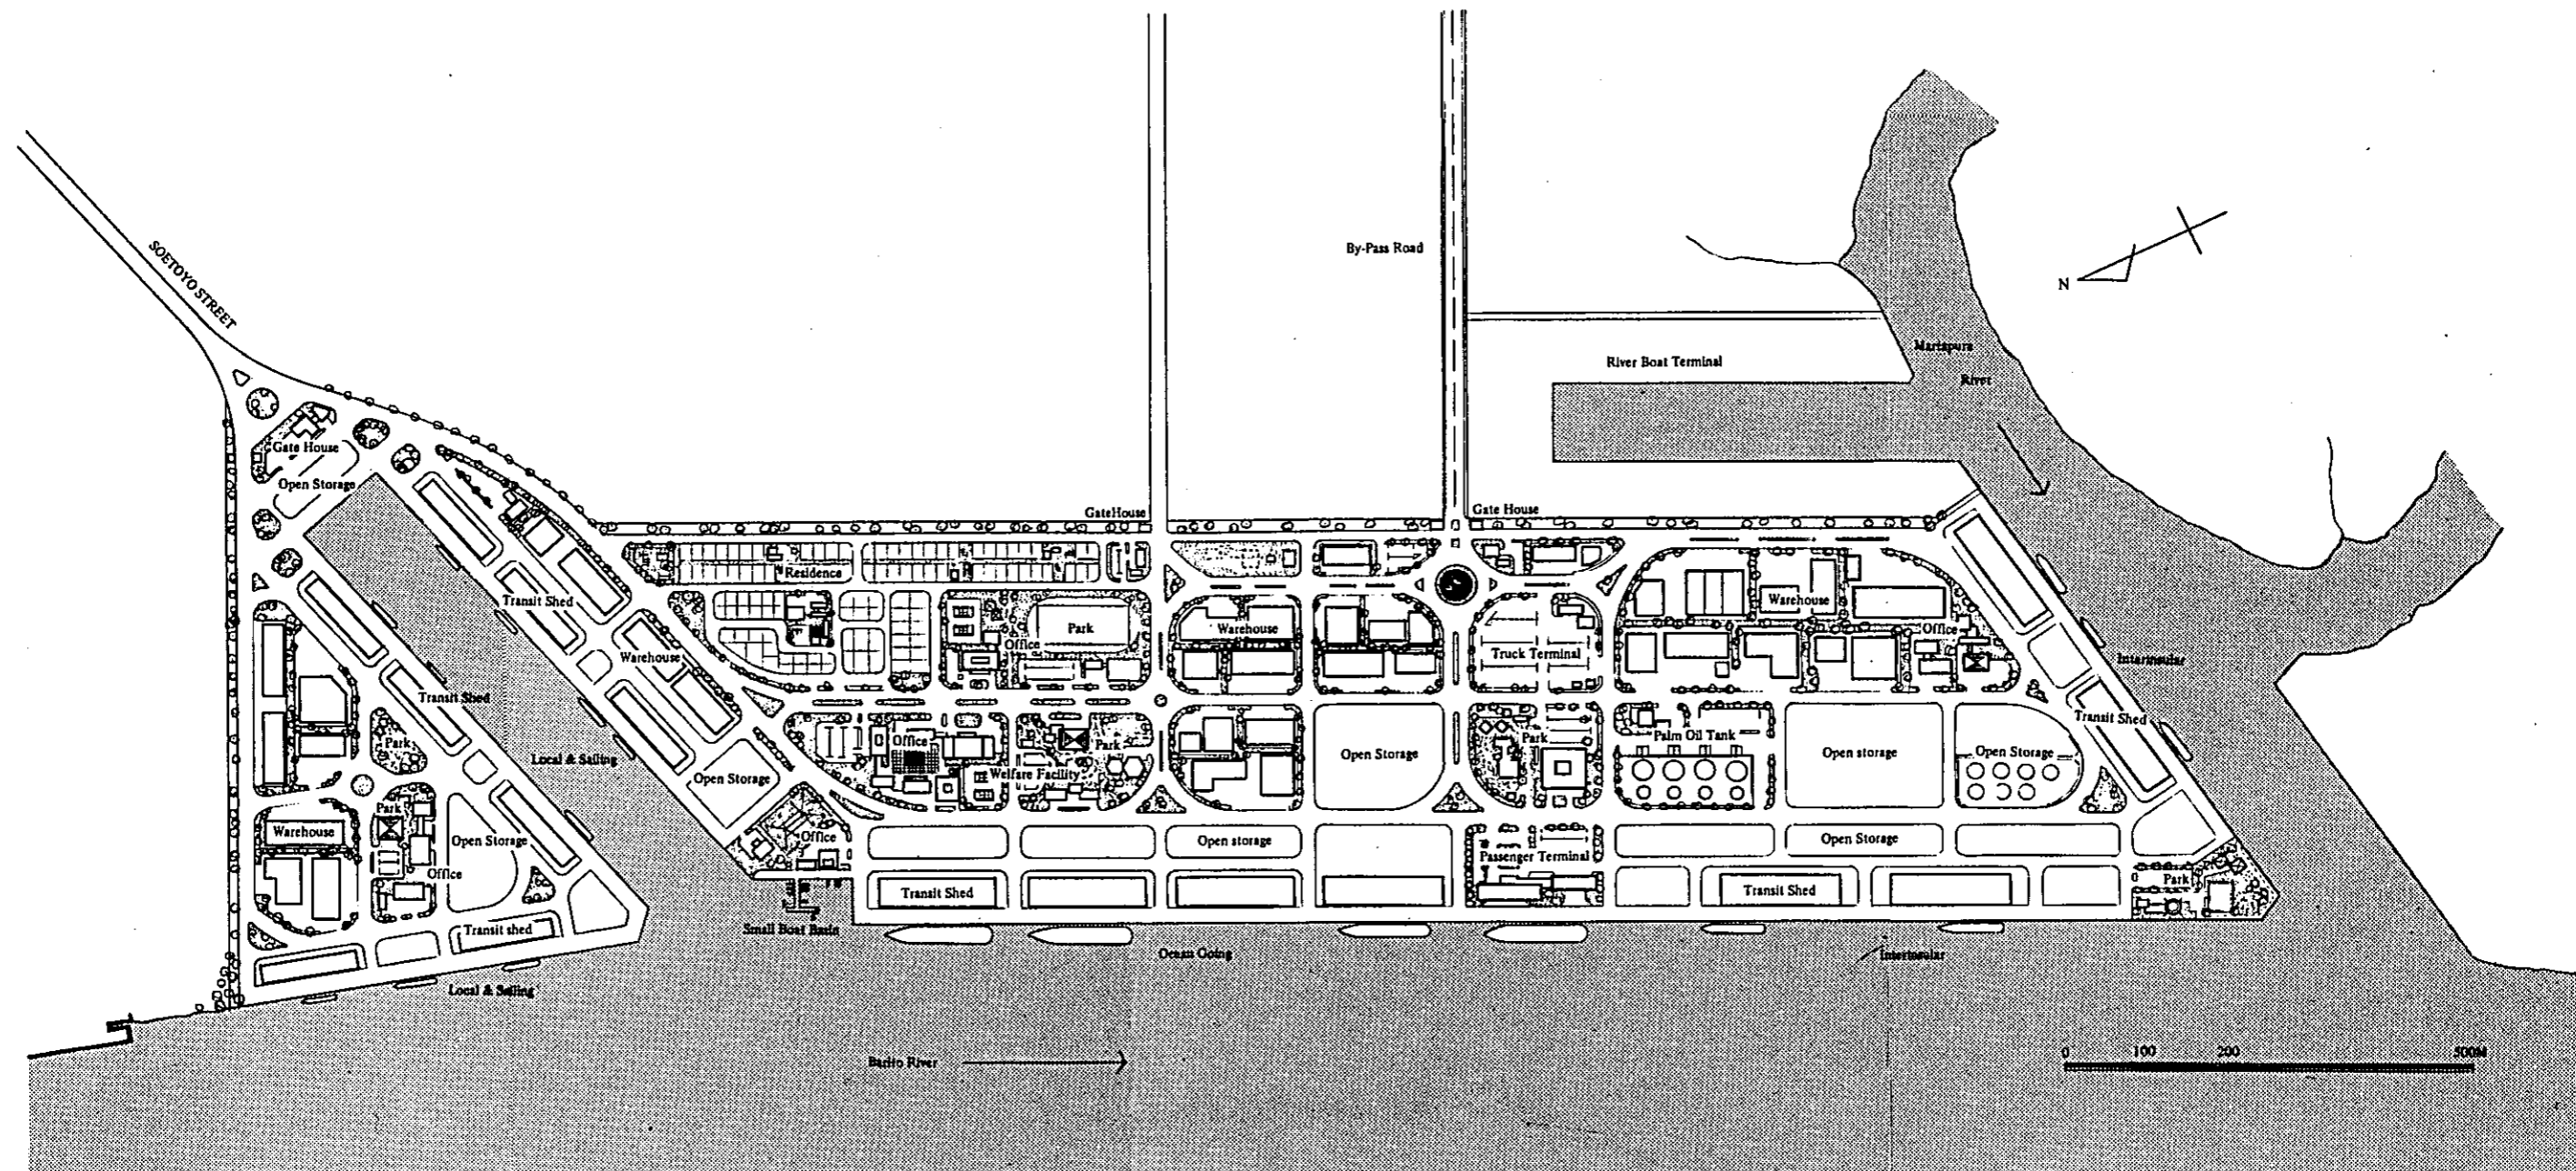 SOETOYO STREET
By-Pass Road
N
River Boat Terminal
Martapura
River
Gate House
Open Storage
GateHouse
Gate House
Residence
Transit Shed
Warehouse
Park
Office
Warehouse
Truck Terminal
Warehouse
Office
Interinsular
Transit Shed
Transit Shed
Warehouse
Park
Local & Sailing
Open Storage
Office
Welfare Facility
Park
Open Storage
Park
Palm Oil Tank
Open storage
Open Storage
Park
Warehouse
Open Storage
Office
Office
Open storage
Passenger Terminal
Open Storage
Transit Shed
Transit Shed
Park
Transit shed
Small Boat Basin
Ocean Going
Interinsular
Local & Sailing
Barito River
0 100 200 500M